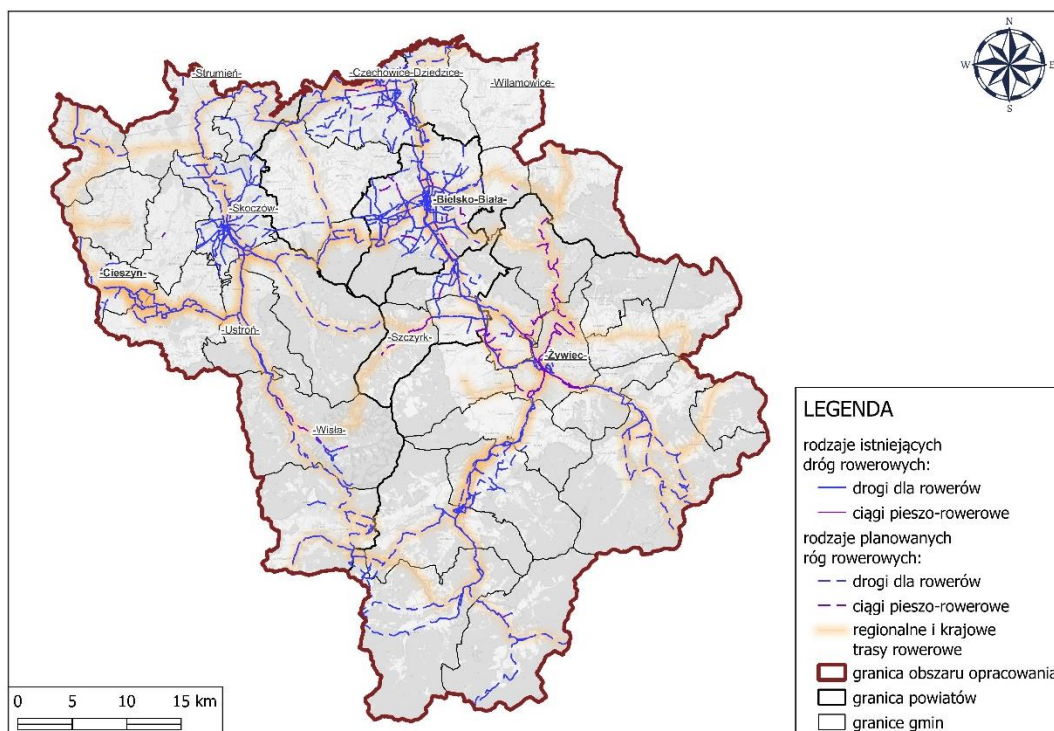 N
W
E
S
-Strumień-
-Czechowice-Dziedzice-
-Wilamowice-
-Bielsko-Biała-
-Skoczów-
-Cieszyn-
-Ustroń-
-Szczyrk-
-Żywiec-
-Wisła-
LEGENDA
rodzaje istniejących
dróg rowerowych:
drogi dla rowerów
ciągi pieszo-rowerowe
rodzaje planowanych
róg rowerowych:
drogi dla rowerów
ciągi pieszo-rowerowe
regionalne i krajowe
trasy rowerowe
granica obszaru opracowania
granica powiatów
granice gmin
0 5 10 15 km